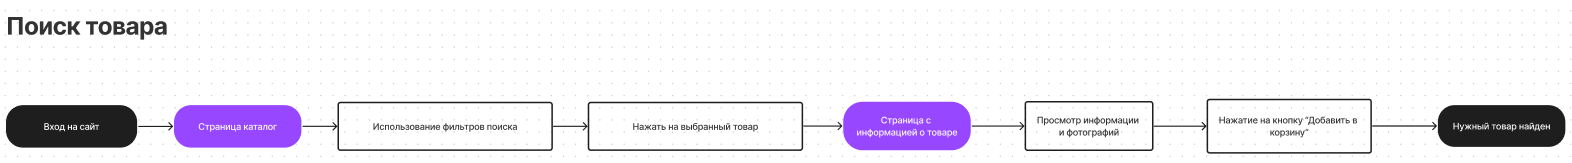 Поиск товара
Вход на сайт
Страница каталог
Использование фильтров поиска
Нажать на выбранный товар
Страница с
информацией о товаре
Просмотр информации
и фотографий
Нажатие на кнопку "Добавить в
корзину"
Нужный товар найден